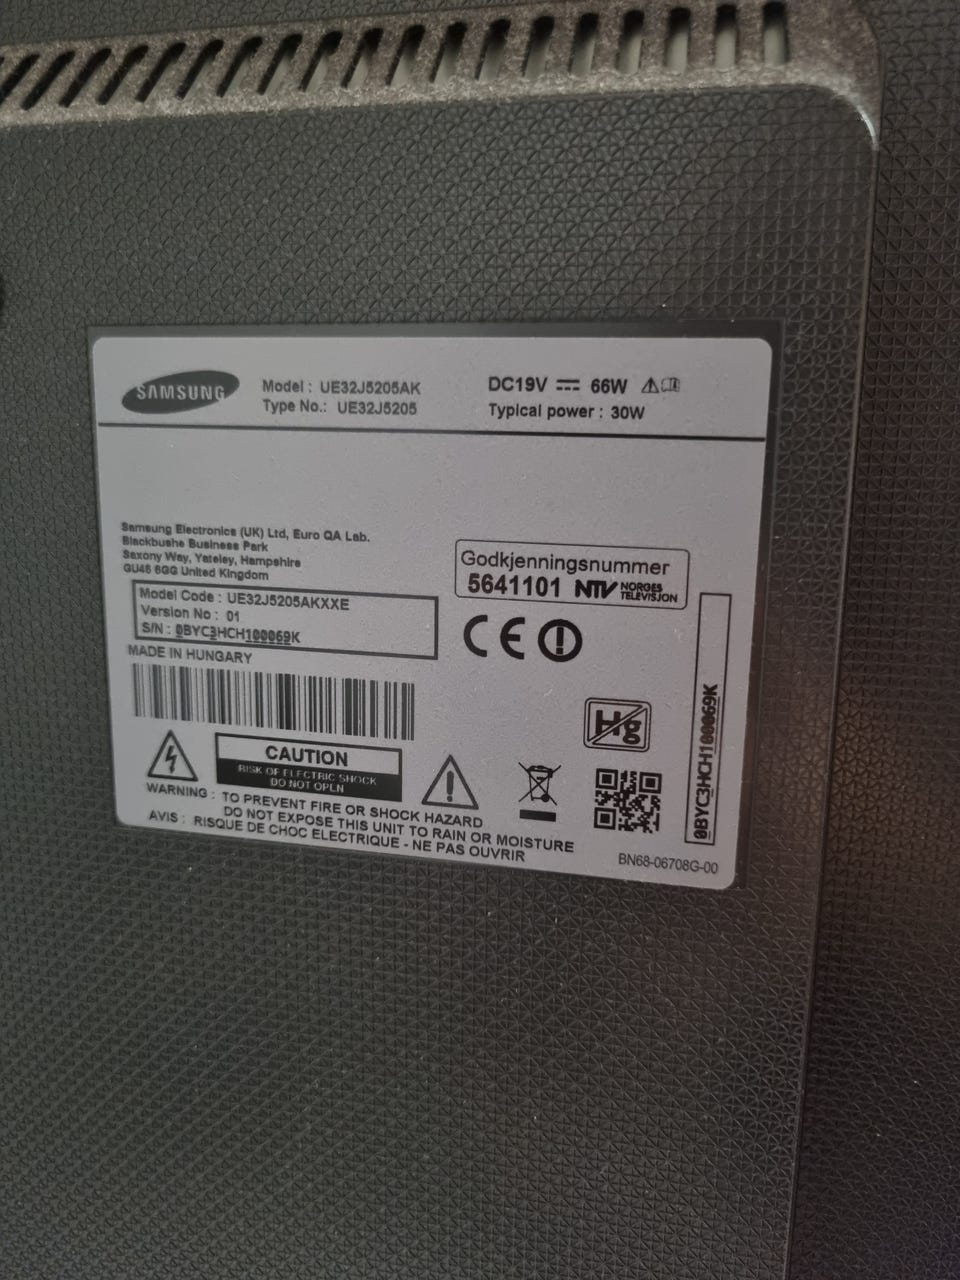 SAMSUNG
Model : UE32J5205AK
Type No.: UE32J5205
DC19V ⎓ 66W
Typical power : 30W
Samsung Electronics (UK) Ltd, Euro QA Lab.
Blackbushe Business Park
Saxony Way, Yateley, Hampshire
GU46 6GG United Kingdom
Godkjenningsnummer
5641101 NTV NORGES
TELEVISJON
Model Code : UE32J5205AKXXE
Version No : 01
S/N : 0BYC3HCH100069K
MADE IN HUNGARY
CE
Hg
0BYC3HCH100069K
CAUTION
RISK OF ELECTRIC SHOCK
DO NOT OPEN
WARNING : TO PREVENT FIRE OR SHOCK HAZARD
DO NOT EXPOSE THIS UNIT TO RAIN OR MOISTURE
AVIS : RISQUE DE CHOC ELECTRIQUE - NE PAS OUVRIR
BN68-06708G-00